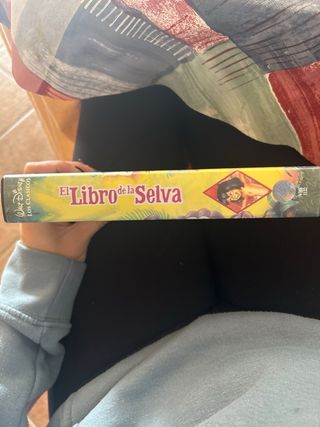 WALT DISNEY
LOS CLÁSICOS
El Libro de la Selva